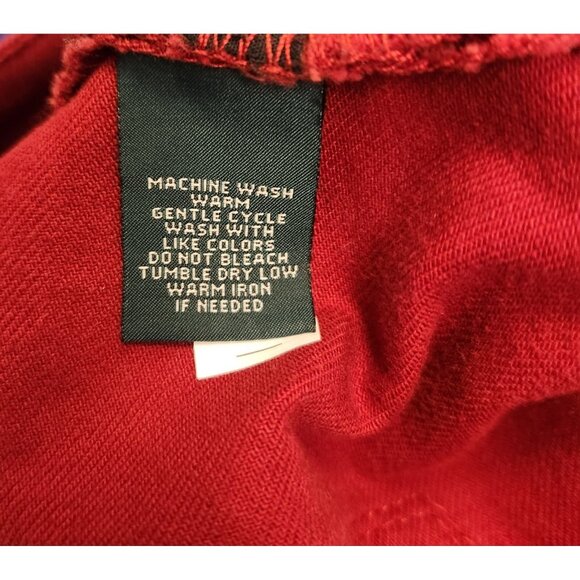 MACHINE WASH
WARM
GENTLE CYCLE
WASH WITH
LIKE COLORS
DO NOT BLEACH
TUMBLE DRY LOW
WARM IRON
IF NEEDED